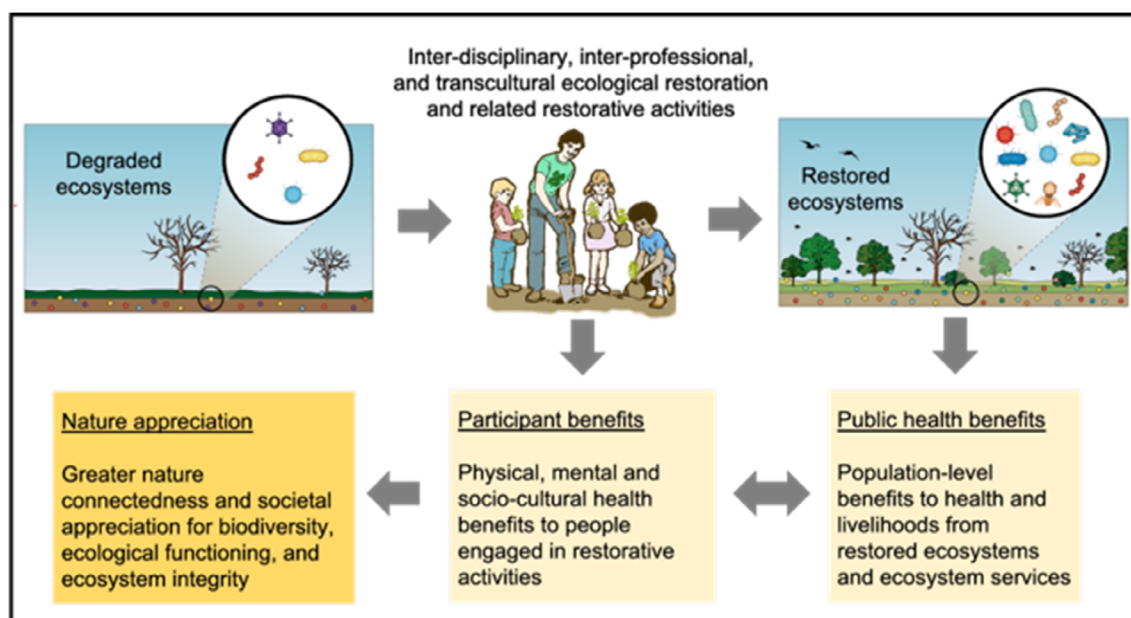 Inter-disciplinary, inter-professional,
and transcultural ecological restoration
and related restorative activities
Degraded
ecosystems
Restored
ecosystems
Nature appreciation
Greater nature
connectedness and societal
appreciation for biodiversity,
ecological functioning, and
ecosystem integrity
Participant benefits
Physical, mental and
socio-cultural health
benefits to people
engaged in restorative
activities
Public health benefits
Population-level
benefits to health and
livelihoods from
restored ecosystems
and ecosystem services